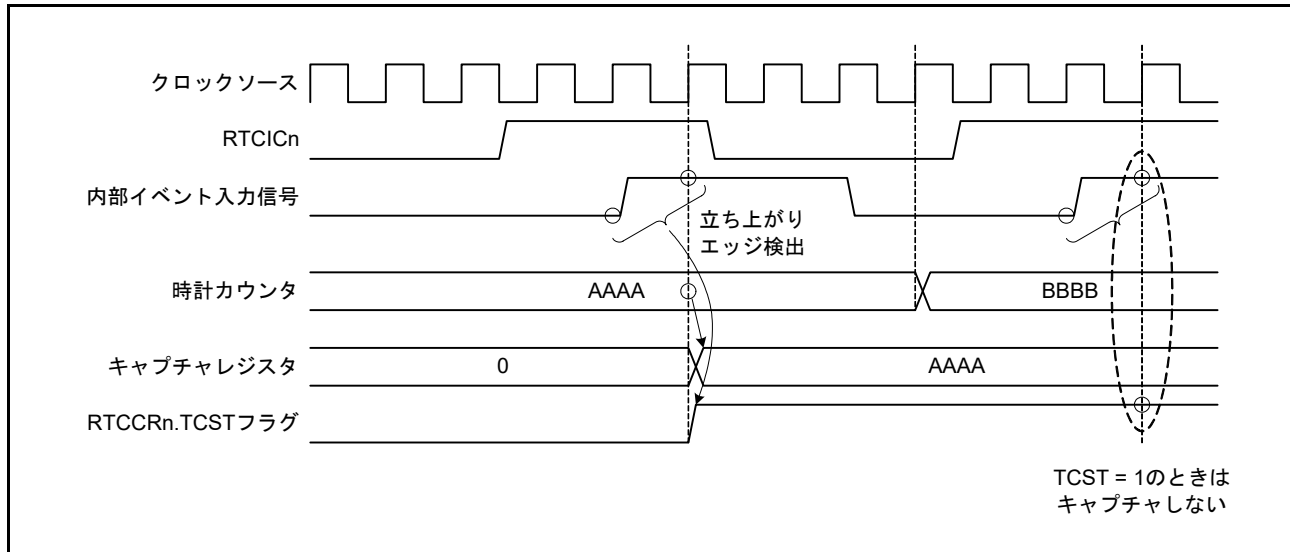 クロックソース
RTCICn
内部イベント入力信号
立ち上がり
エッジ検出
時計カウンタ
AAAA
BBBB
キャプチャレジスタ
0
AAAA
RTCCRn.TCSTフラグ
TCST = 1のときは
キャプチャしない